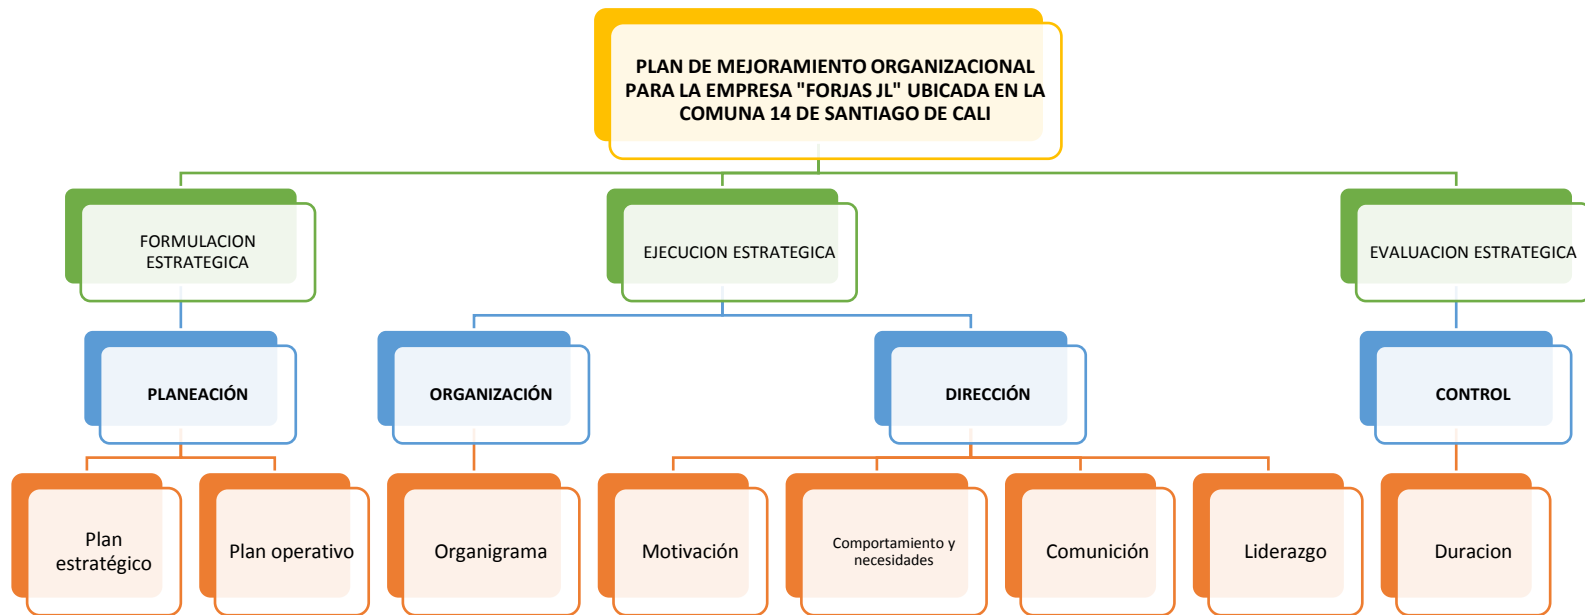 PLAN DE MEJORAMIENTO ORGANIZACIONAL
PARA LA EMPRESA "FORJAS JL" UBICADA EN LA
COMUNA 14 DE SANTIAGO DE CALI
FORMULACION
ESTRATEGICA
EJECUCION ESTRATEGICA
EVALUACION ESTRATEGICA
PLANEACIÓN
ORGANIZACIÓN
DIRECCIÓN
CONTROL
Plan
estratégico
Plan operativo
Organigrama
Motivación
Comportamiento y
necesidades
Comunición
Liderazgo
Duracion